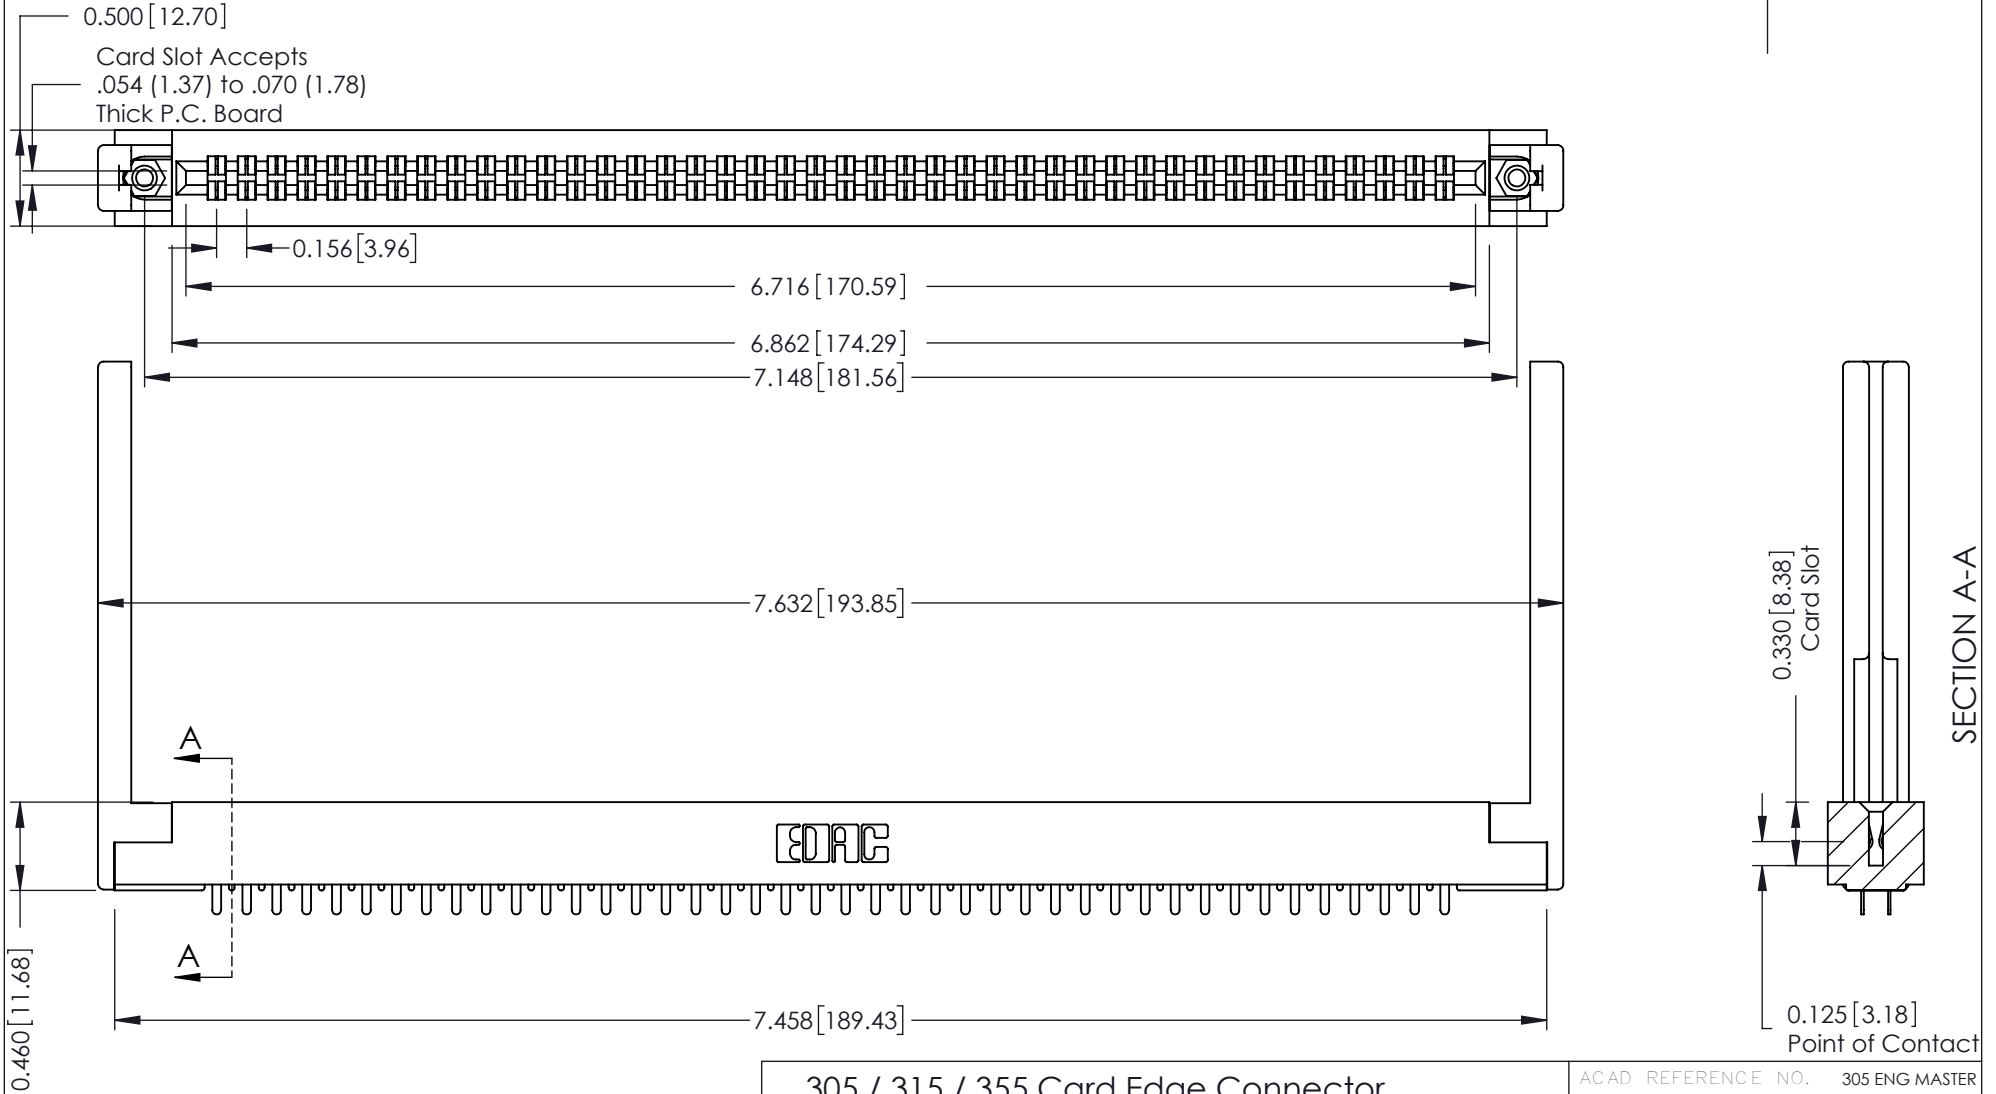 0.500 [12.70]
Card Slot Accepts
.054 (1.37) to .070 (1.78)
Thick P.C. Board
0.156 [3.96]
6.716 [170.59]
6.862 [174.29]
7.148 [181.56]
7.632 [193.85]
0.330 [8.38]
Card Slot
SECTION A-A
A
EDAC
A
0.460 [11.68]
7.458 [189.43]
0.125 [3.18]
Point of Contact
305 / 315 / 355 Card Edge Connector
ACAD REFERENCE NO. 305 ENG MASTER